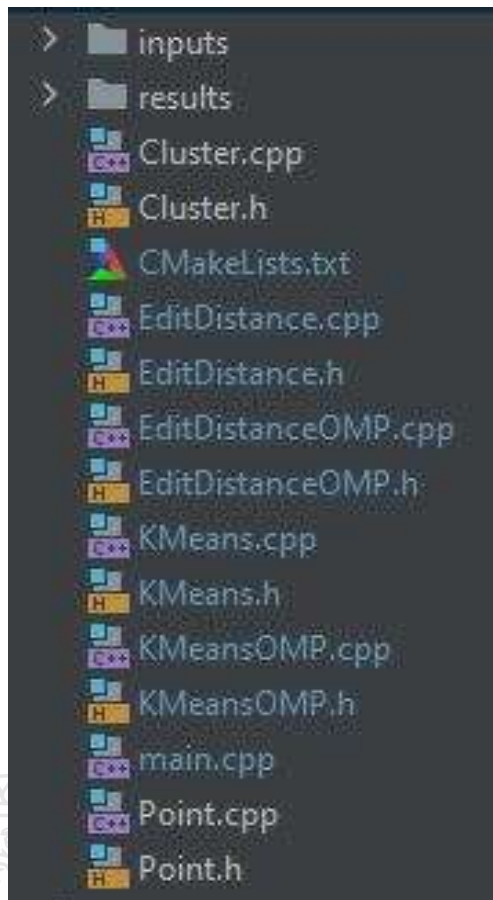 inputs
results
C++ Cluster.cpp
H Cluster.h
CMakeLists.txt
C++ EditDistance.cpp
H EditDistance.h
C++ EditDistanceOMP.cpp
H EditDistanceOMP.h
C++ KMeans.cpp
H KMeans.h
C++ KMeansOMP.cpp
H KMeansOMP.h
C++ main.cpp
C++ Point.cpp
H Point.h